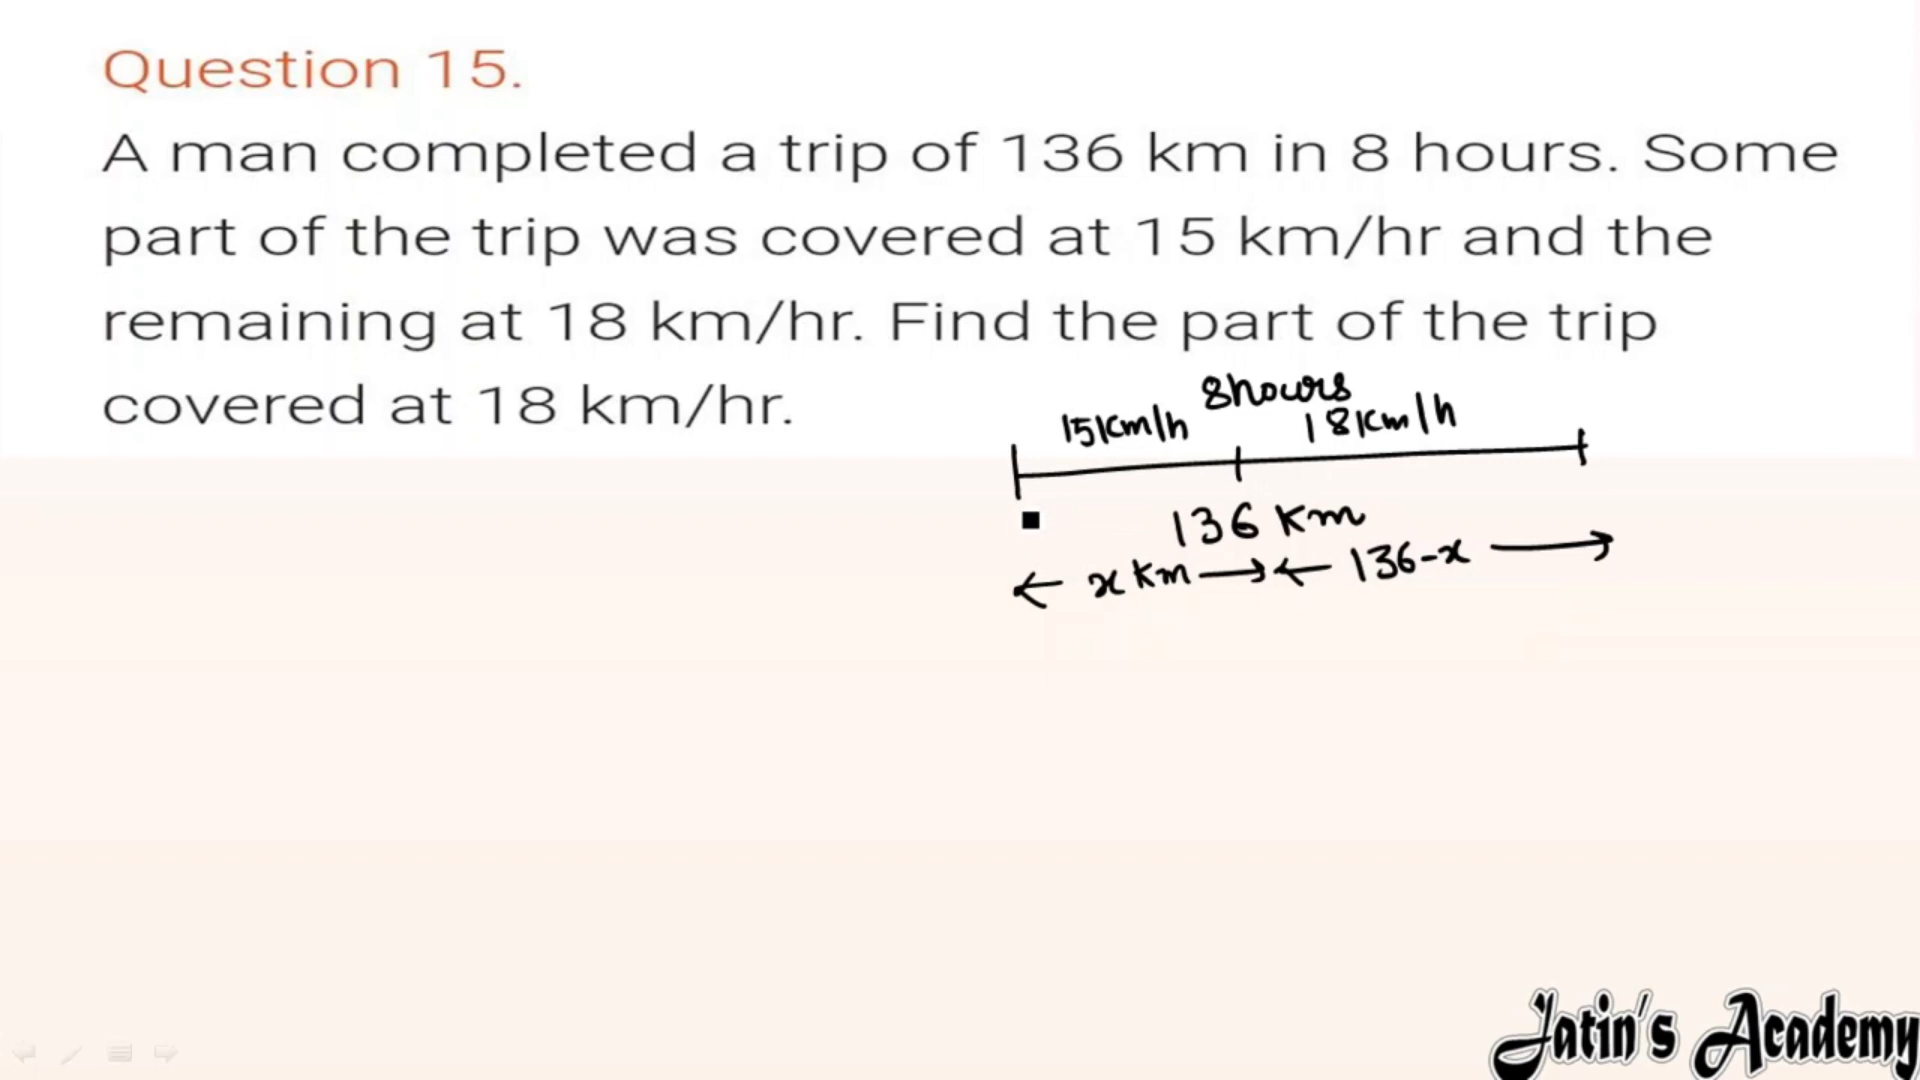 Question 15.
A man completed a trip of 136 km in 8 hours. Some
part of the trip was covered at 15 km/hr and the
remaining at 18 km/hr. Find the part of the trip
covered at 18 km/hr.
8hours
15Km/h 18Km/h
136 Km
x Km 136-x
Jatin's Academy